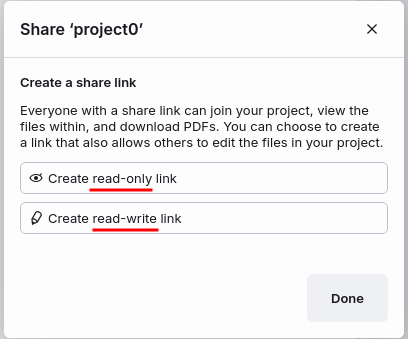 Share ‘project0’
Create a share link
Everyone with a share link can join your project, view the
files within, and download PDFs. You can choose to create
a link that also allows others to edit the files in your project.
Create read-only link
Create read-write link
Done